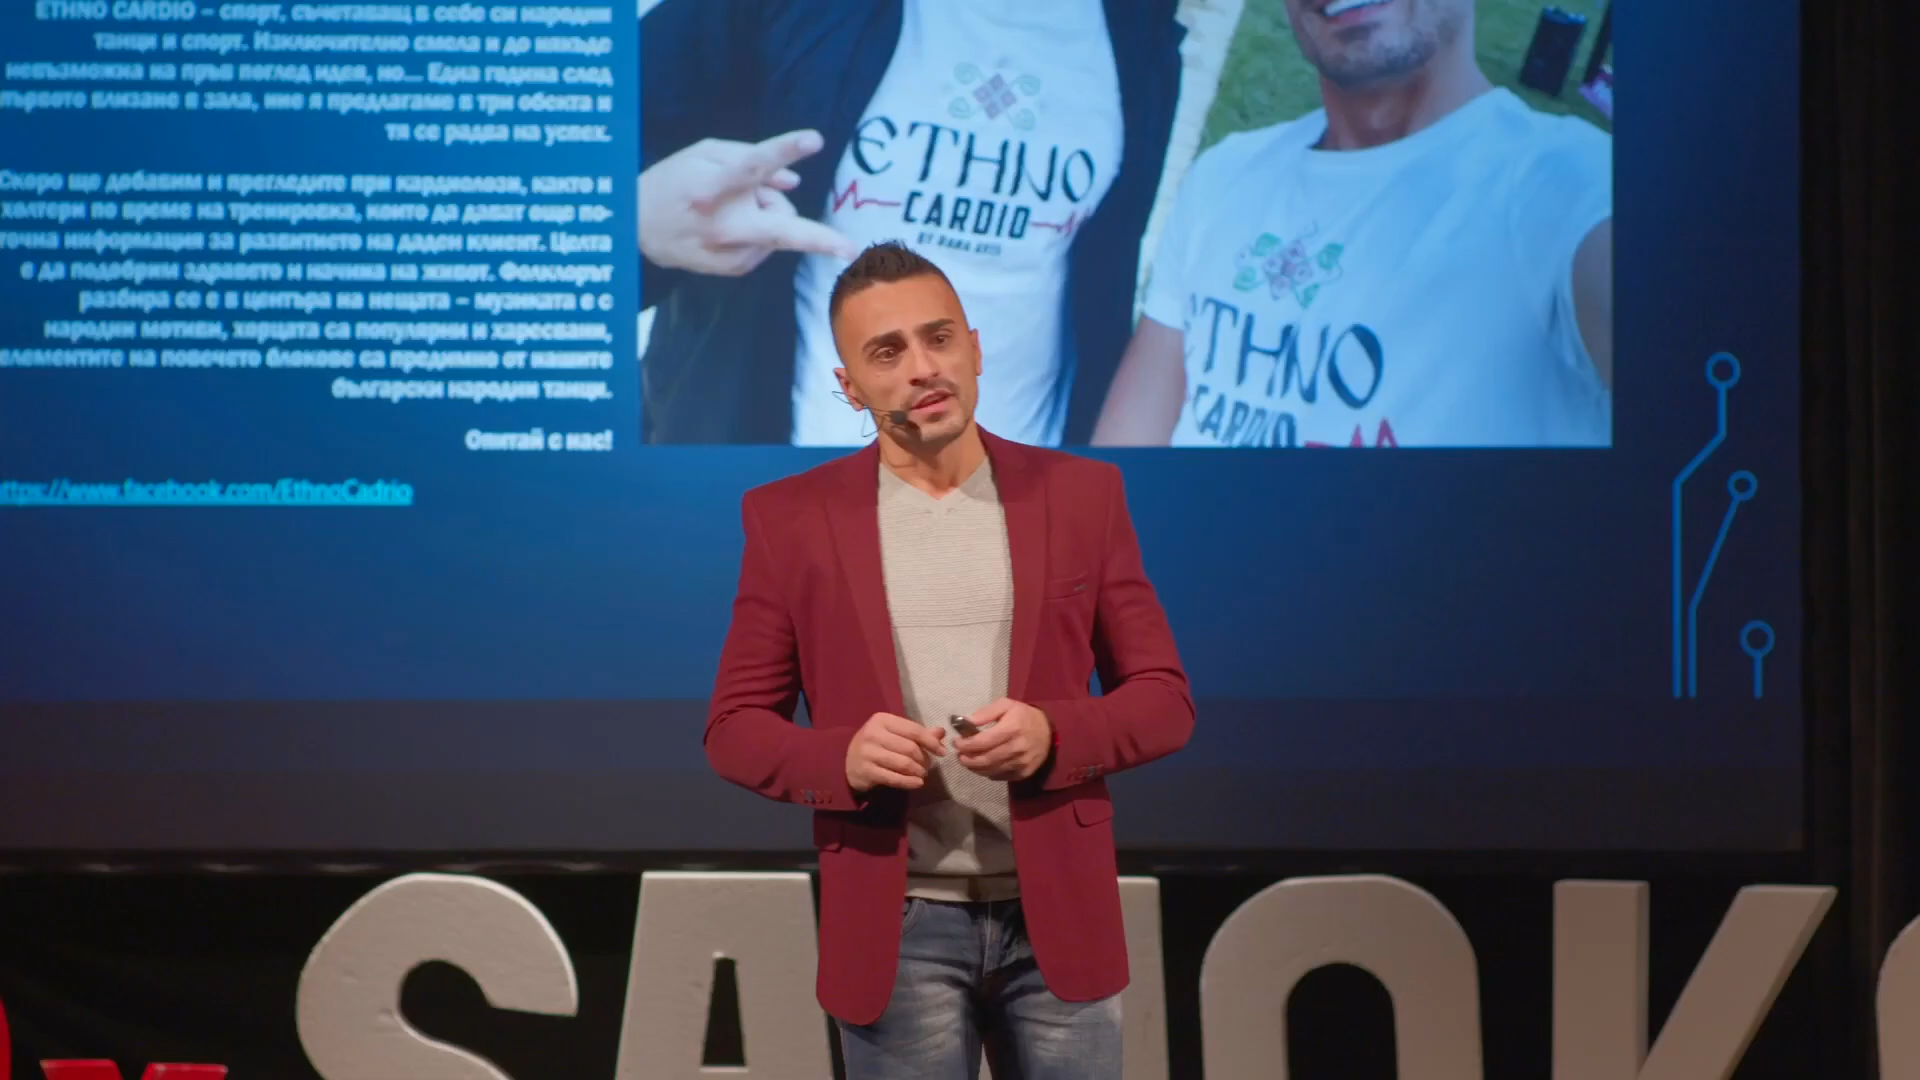 ETHNO CARDIO – спорт, съчетаващ в себе си народни
танци и спорт. Изключително смела и до някъде
невъзможна на пръв поглед идея, но... Една година след
първото влизане в зала, ние я предлагаме в три обекта и
тя се радва на успех.
Скоро ще добавим и прегледите при кардиолози, както и
холтери по време на тренировка, които да дават още по-
точна информация за развитието на даден клиент. Целта
е да подобрим здравето и начина на живот. Фолклорът
разбира се е в центъра на нещата – музиката е с
народни мотиви, хорцата са популярни и харесвани,
елементите на повечето блокове са предимно от нашите
български народни танци.
Опитай с нас!
https://www.facebook.com/EthnoCadrio
ETHNO
CARDIO
ETHNO
CARDIO
x SAMOK